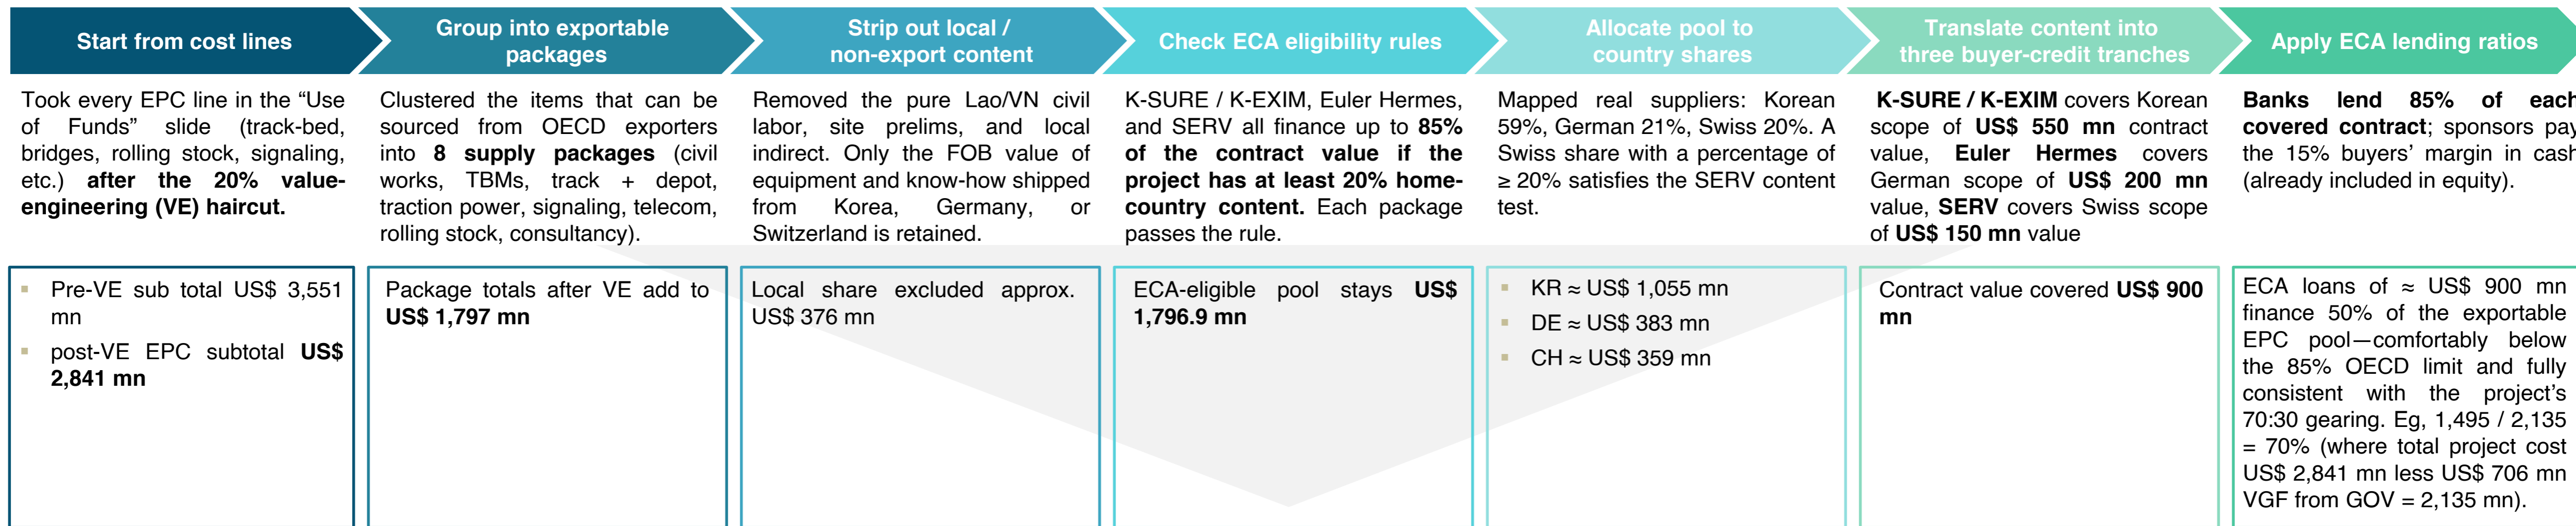 Start from cost lines
Took every EPC line in the “Use
of Funds” slide (track-bed,
bridges, rolling stock, signaling,
etc.) after the 20% value-
engineering (VE) haircut.
Pre-VE sub total US$ 3,551
mn
post-VE EPC subtotal US$
2,841 mn
Group into exportable
packages
Clustered the items that can be
sourced from OECD exporters
into 8 supply packages (civil
works, TBMs, track + depot,
traction power, signaling, telecom,
rolling stock, consultancy).
Package totals after VE add to
US$ 1,797 mn
Strip out local /
non-export content
Removed the pure Lao/VN civil
labor, site prelims, and local
indirect. Only the FOB value of
equipment and know-how shipped
from Korea, Germany, or
Switzerland is retained.
Local share excluded approx.
US$ 376 mn
Check ECA eligibility rules
K-SURE / K-EXIM, Euler Hermes,
and SERV all finance up to 85%
of the contract value if the
project has at least 20% home-
country content. Each package
passes the rule.
ECA-eligible pool stays US$
1,796.9 mn
Allocate pool to
country shares
Mapped real suppliers: Korean
59%, German 21%, Swiss 20%. A
Swiss share with a percentage of
≥ 20% satisfies the SERV content
test.
KR ≈ US$ 1,055 mn
DE ≈ US$ 383 mn
CH ≈ US$ 359 mn
Translate content into
three buyer-credit tranches
K-SURE / K-EXIM covers Korean
scope of US$ 550 mn contract
value, Euler Hermes covers
German scope of US$ 200 mn
value, SERV covers Swiss scope
of US$ 150 mn value
Contract value covered US$ 900
mn
Apply ECA lending ratios
Banks lend 85% of each
covered contract; sponsors pay
the 15% buyers’ margin in cash
(already included in equity).
ECA loans of ≈ US$ 900 mn
finance 50% of the exportable
EPC pool—comfortably below
the 85% OECD limit and fully
consistent with the project’s
70:30 gearing. Eg, 1,495 / 2,135
= 70% (where total project cost
US$ 2,841 mn less US$ 706 mn
VGF from GOV = 2,135 mn).